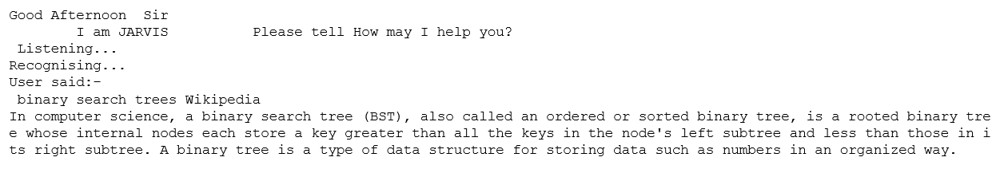 Good Afternoon  Sir
I am JARVIS          Please tell How may I help you?
Listening...
Recognising...
User said:-
binary search trees Wikipedia
In computer science, a binary search tree (BST), also called an ordered or sorted binary tree, is a rooted binary tre
e whose internal nodes each store a key greater than all the keys in the node's left subtree and less than those in i
ts right subtree. A binary tree is a type of data structure for storing data such as numbers in an organized way.